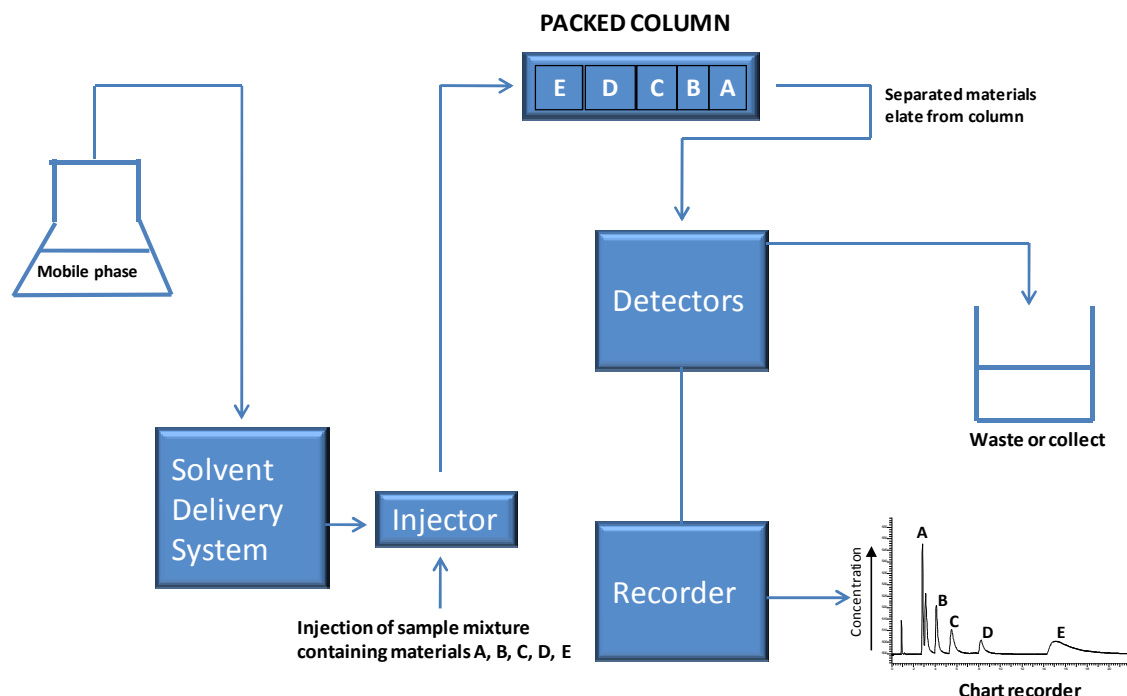 PACKED COLUMN
E D C B A
Separated materials
elate from column
Mobile phase
Detectors
Waste or collect
Solvent
Delivery
System
Injector
Injection of sample mixture
containing materials A, B, C, D, E
Recorder
Concentration
A
B
C
D
E
Chart recorder